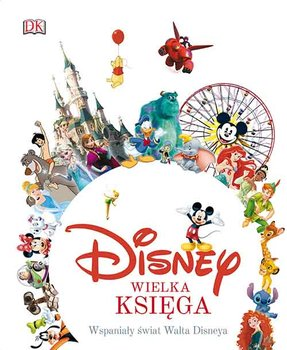 DK
Disney
WIELKA
KSIĘGA
Wspaniały świat Walta Disneya